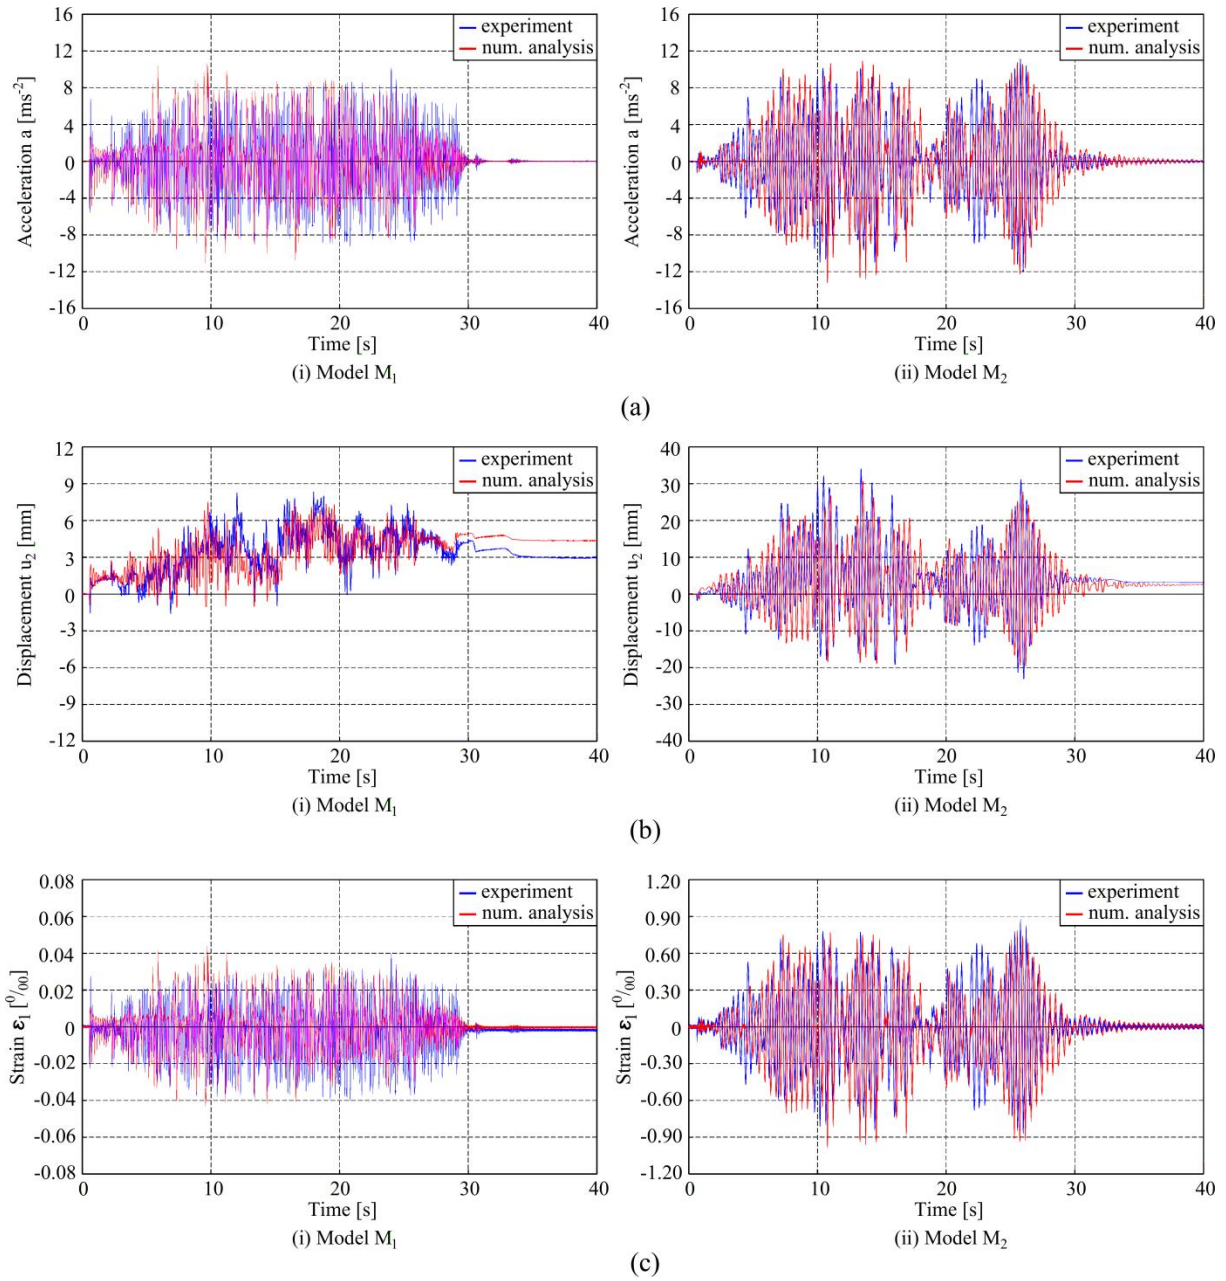 16
12
8
4
0
-4
-8
-12
-16
Acceleration a [ms⁻²]
experiment
num. analysis
0 10 20 30 40
Time [s]
(i) Model M₁
16
12
8
4
0
-4
-8
-12
-16
Acceleration a [ms⁻²]
experiment
num. analysis
0 10 20 30 40
Time [s]
(ii) Model M₂
(a)
12
9
6
3
0
-3
-6
-9
-12
Displacement u₂ [mm]
experiment
num. analysis
0 10 20 30 40
Time [s]
(i) Model M₁
40
30
20
10
0
-10
-20
-30
-40
Displacement u₂ [mm]
experiment
num. analysis
0 10 20 30 40
Time [s]
(ii) Model M₂
(b)
0.08
0.06
0.04
0.02
0
-0.02
-0.04
-0.06
-0.08
Strain ε₁ [⁰/₀₀]
experiment
num. analysis
0 10 20 30 40
Time [s]
(i) Model M₁
1.20
0.90
0.60
0.30
0
-0.30
-0.60
-0.90
-1.20
Strain ε₁ [⁰/₀₀]
experiment
num. analysis
0 10 20 30 40
Time [s]
(ii) Model M₂
(c)